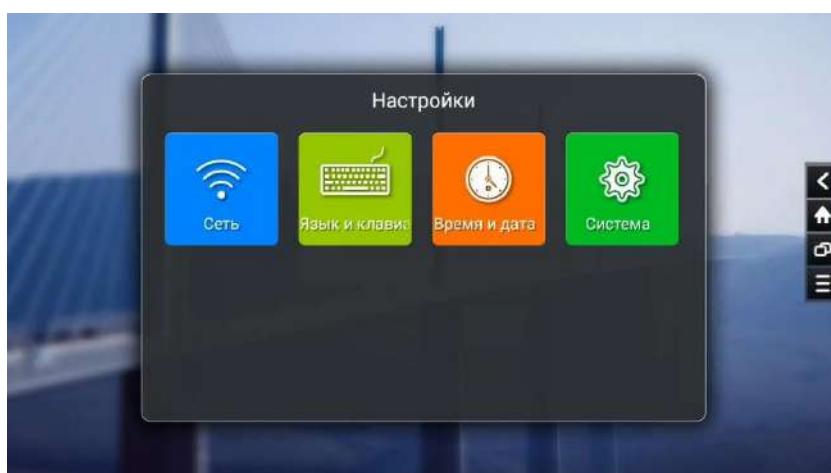 Настройки
Сеть
Язык и клавиа
Время и дата
Система